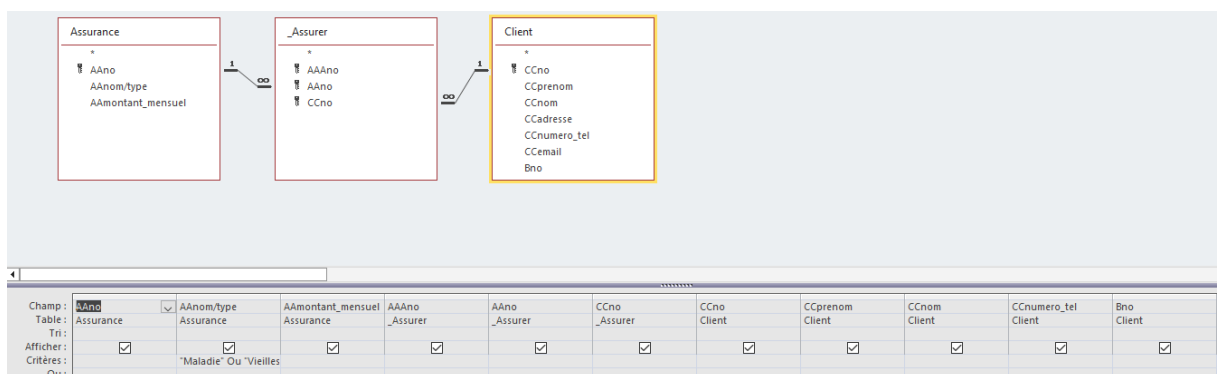 Assurance
*
AAno
AAnom/type
AAmontant_mensuel
1
∞
_Assurer
*
AAAno
AAno
CCno
∞
1
Client
*
CCno
CCprenom
CCnom
CCadresse
CCnumero_tel
CCemail
Bno
Champ : AAno AAnom/type AAmontant_mensuel AAAno AAno CCno CCno CCprenom CCnom CCnumero_tel Bno
Table : Assurance Assurance Assurance _Assurer _Assurer _Assurer Client Client Client Client Client
Tri :
Afficher :
Critères : "Maladie" Ou "Vieilles
Ou :